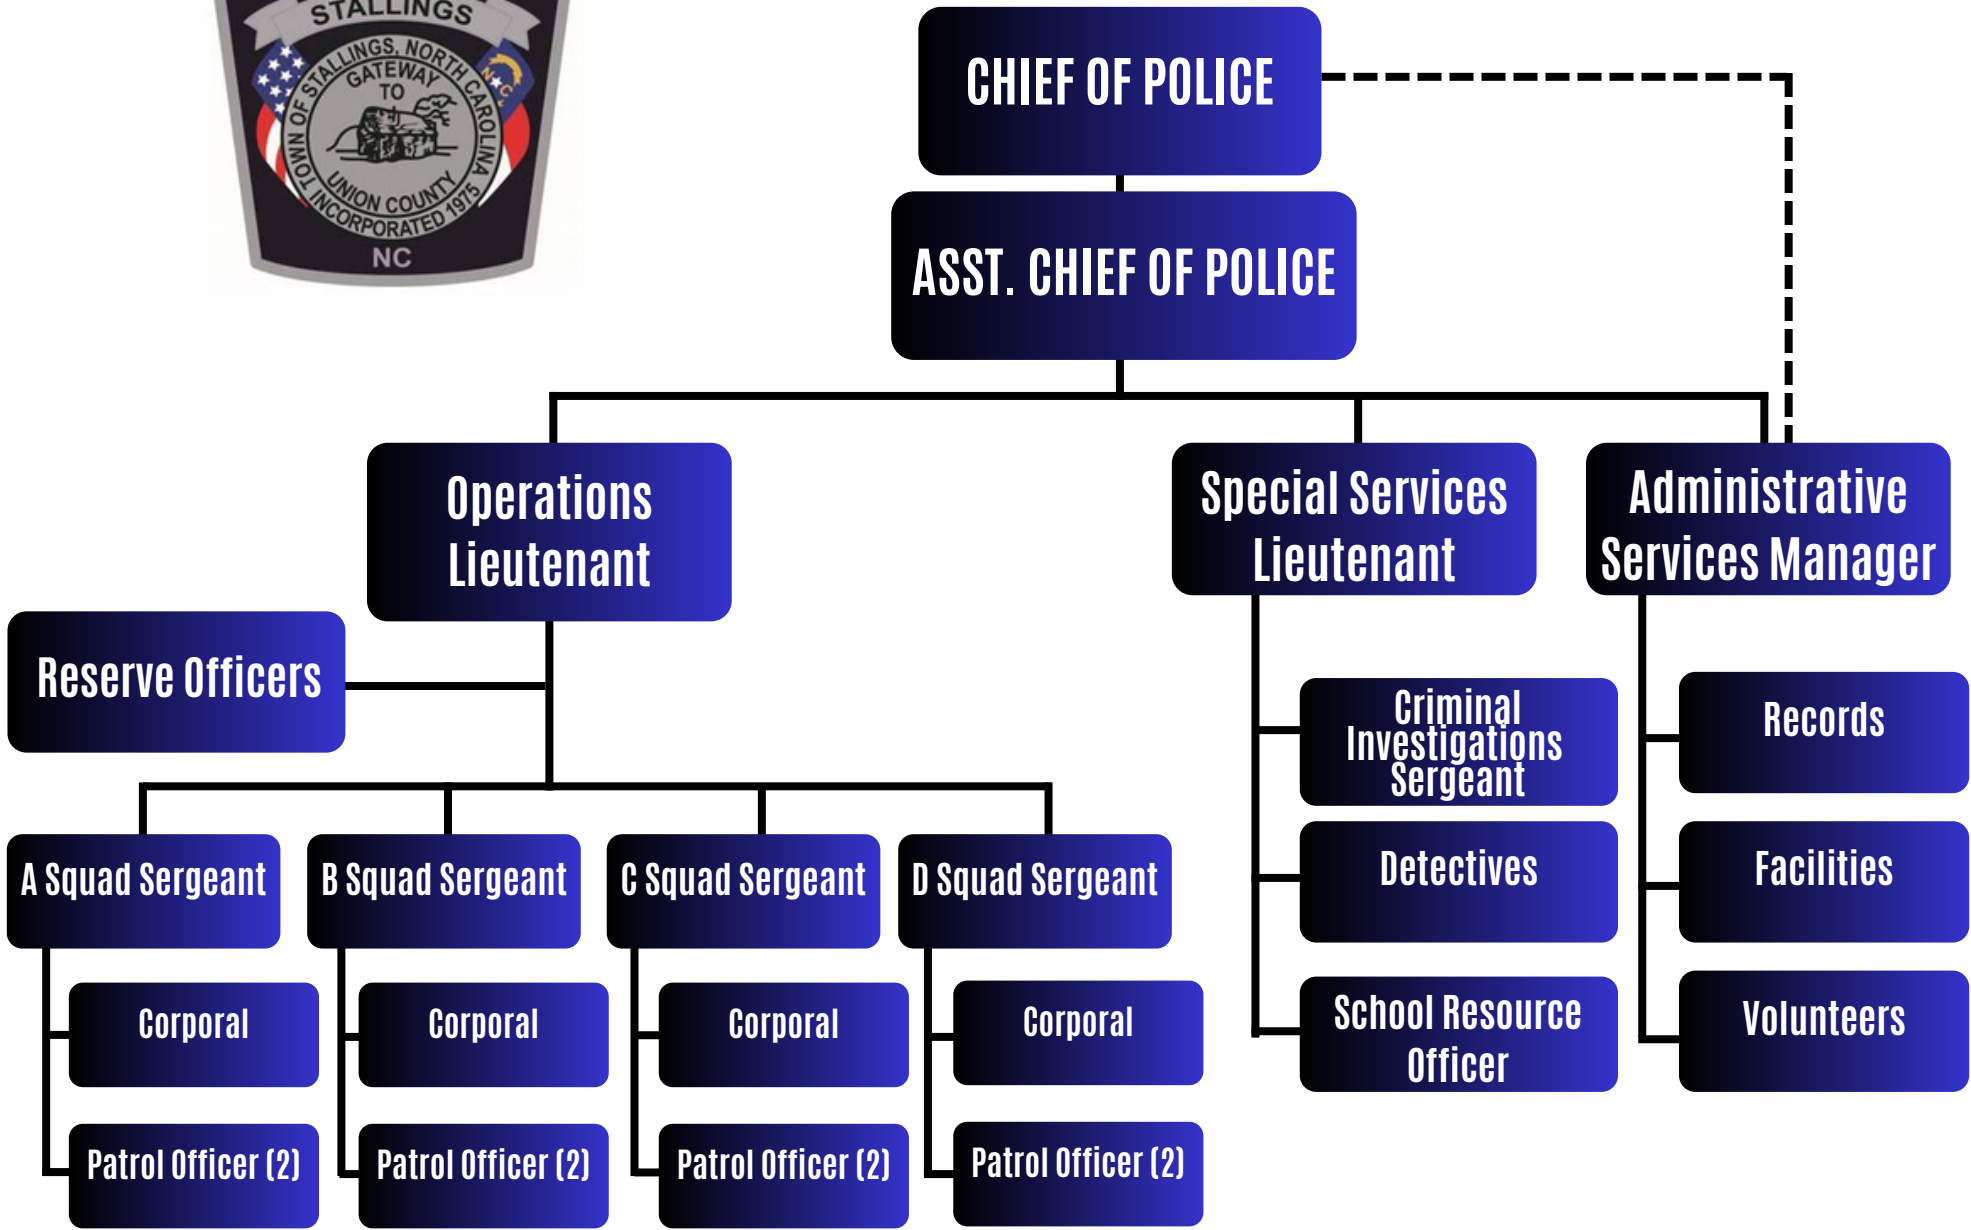 STALLINGS
TOWN OF STALLINGS, NORTH CAROLINA
GATEWAY
TO
UNION COUNTY
INCORPORATED 1975
NC
NC
CHIEF OF POLICE
ASST. CHIEF OF POLICE
Operations
Lieutenant
Special Services
Lieutenant
Administrative
Services Manager
Reserve Officers
Criminal
Investigations
Sergeant
Records
Detectives
Facilities
School Resource
Officer
Volunteers
A Squad Sergeant
B Squad Sergeant
C Squad Sergeant
D Squad Sergeant
Corporal
Corporal
Corporal
Corporal
Patrol Officer (2)
Patrol Officer (2)
Patrol Officer (2)
Patrol Officer (2)